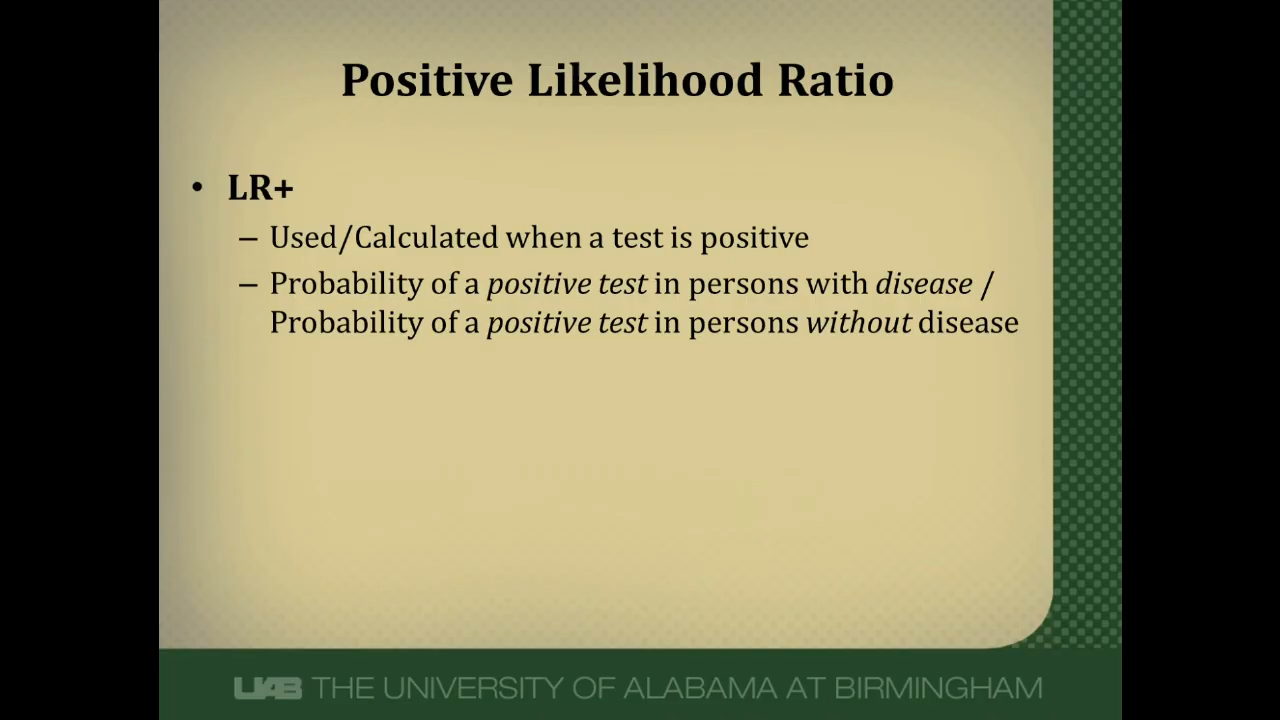 Positive Likelihood Ratio
• LR+
– Used/Calculated when a test is positive
– Probability of a positive test in persons with disease /
Probability of a positive test in persons without disease
UAB THE UNIVERSITY OF ALABAMA AT BIRMINGHAM